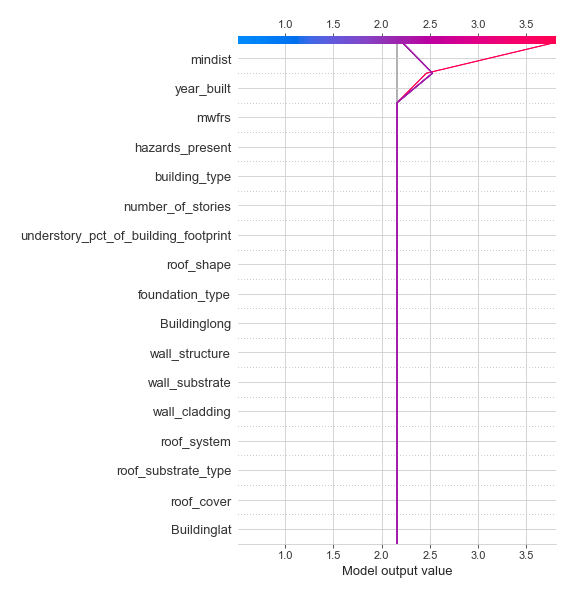 1.0 1.5 2.0 2.5 3.0 3.5
mindist
year_built
mwfrs
hazards_present
building_type
number_of_stories
understory_pct_of_building_footprint
roof_shape
foundation_type
Buildinglong
wall_structure
wall_substrate
wall_cladding
roof_system
roof_substrate_type
roof_cover
Buildinglat
1.0 1.5 2.0 2.5 3.0 3.5
Model output value